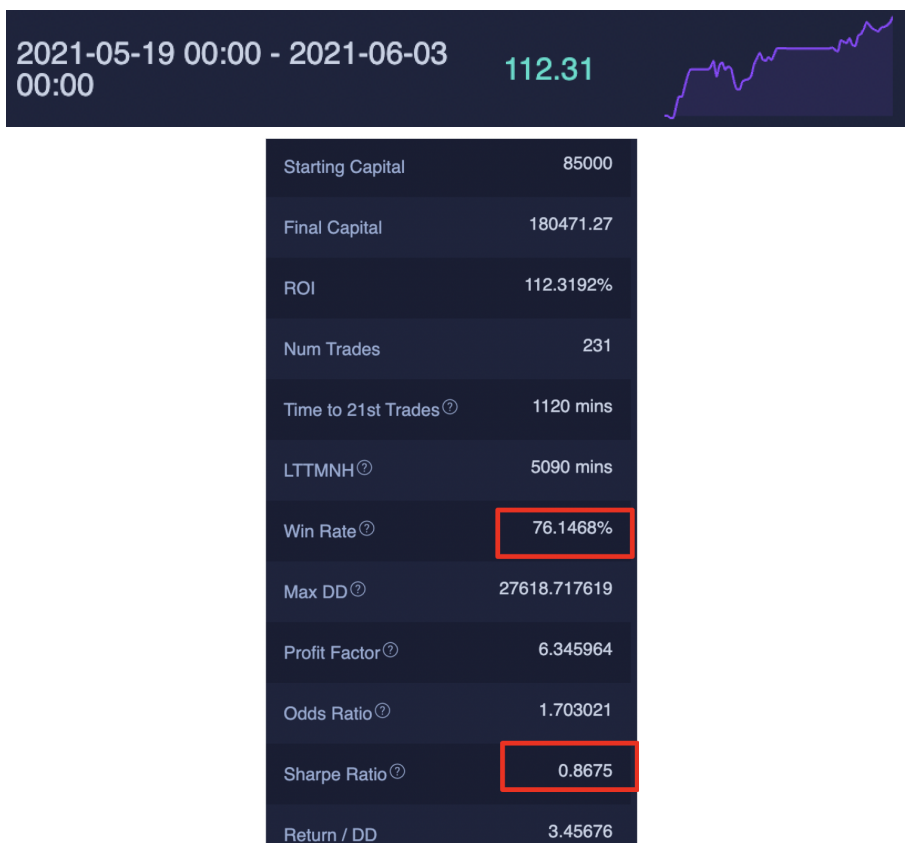 2021-05-19 00:00 - 2021-06-03
00:00
112.31
Starting Capital 85000
Final Capital 180471.27
ROI 112.3192%
Num Trades 231
Time to 21st Trades ? 1120 mins
LTTMNH ? 5090 mins
Win Rate ? 76.1468%
Max DD ? 27618.717619
Profit Factor ? 6.345964
Odds Ratio ? 1.703021
Sharpe Ratio ? 0.8675
Return / DD 3.45676